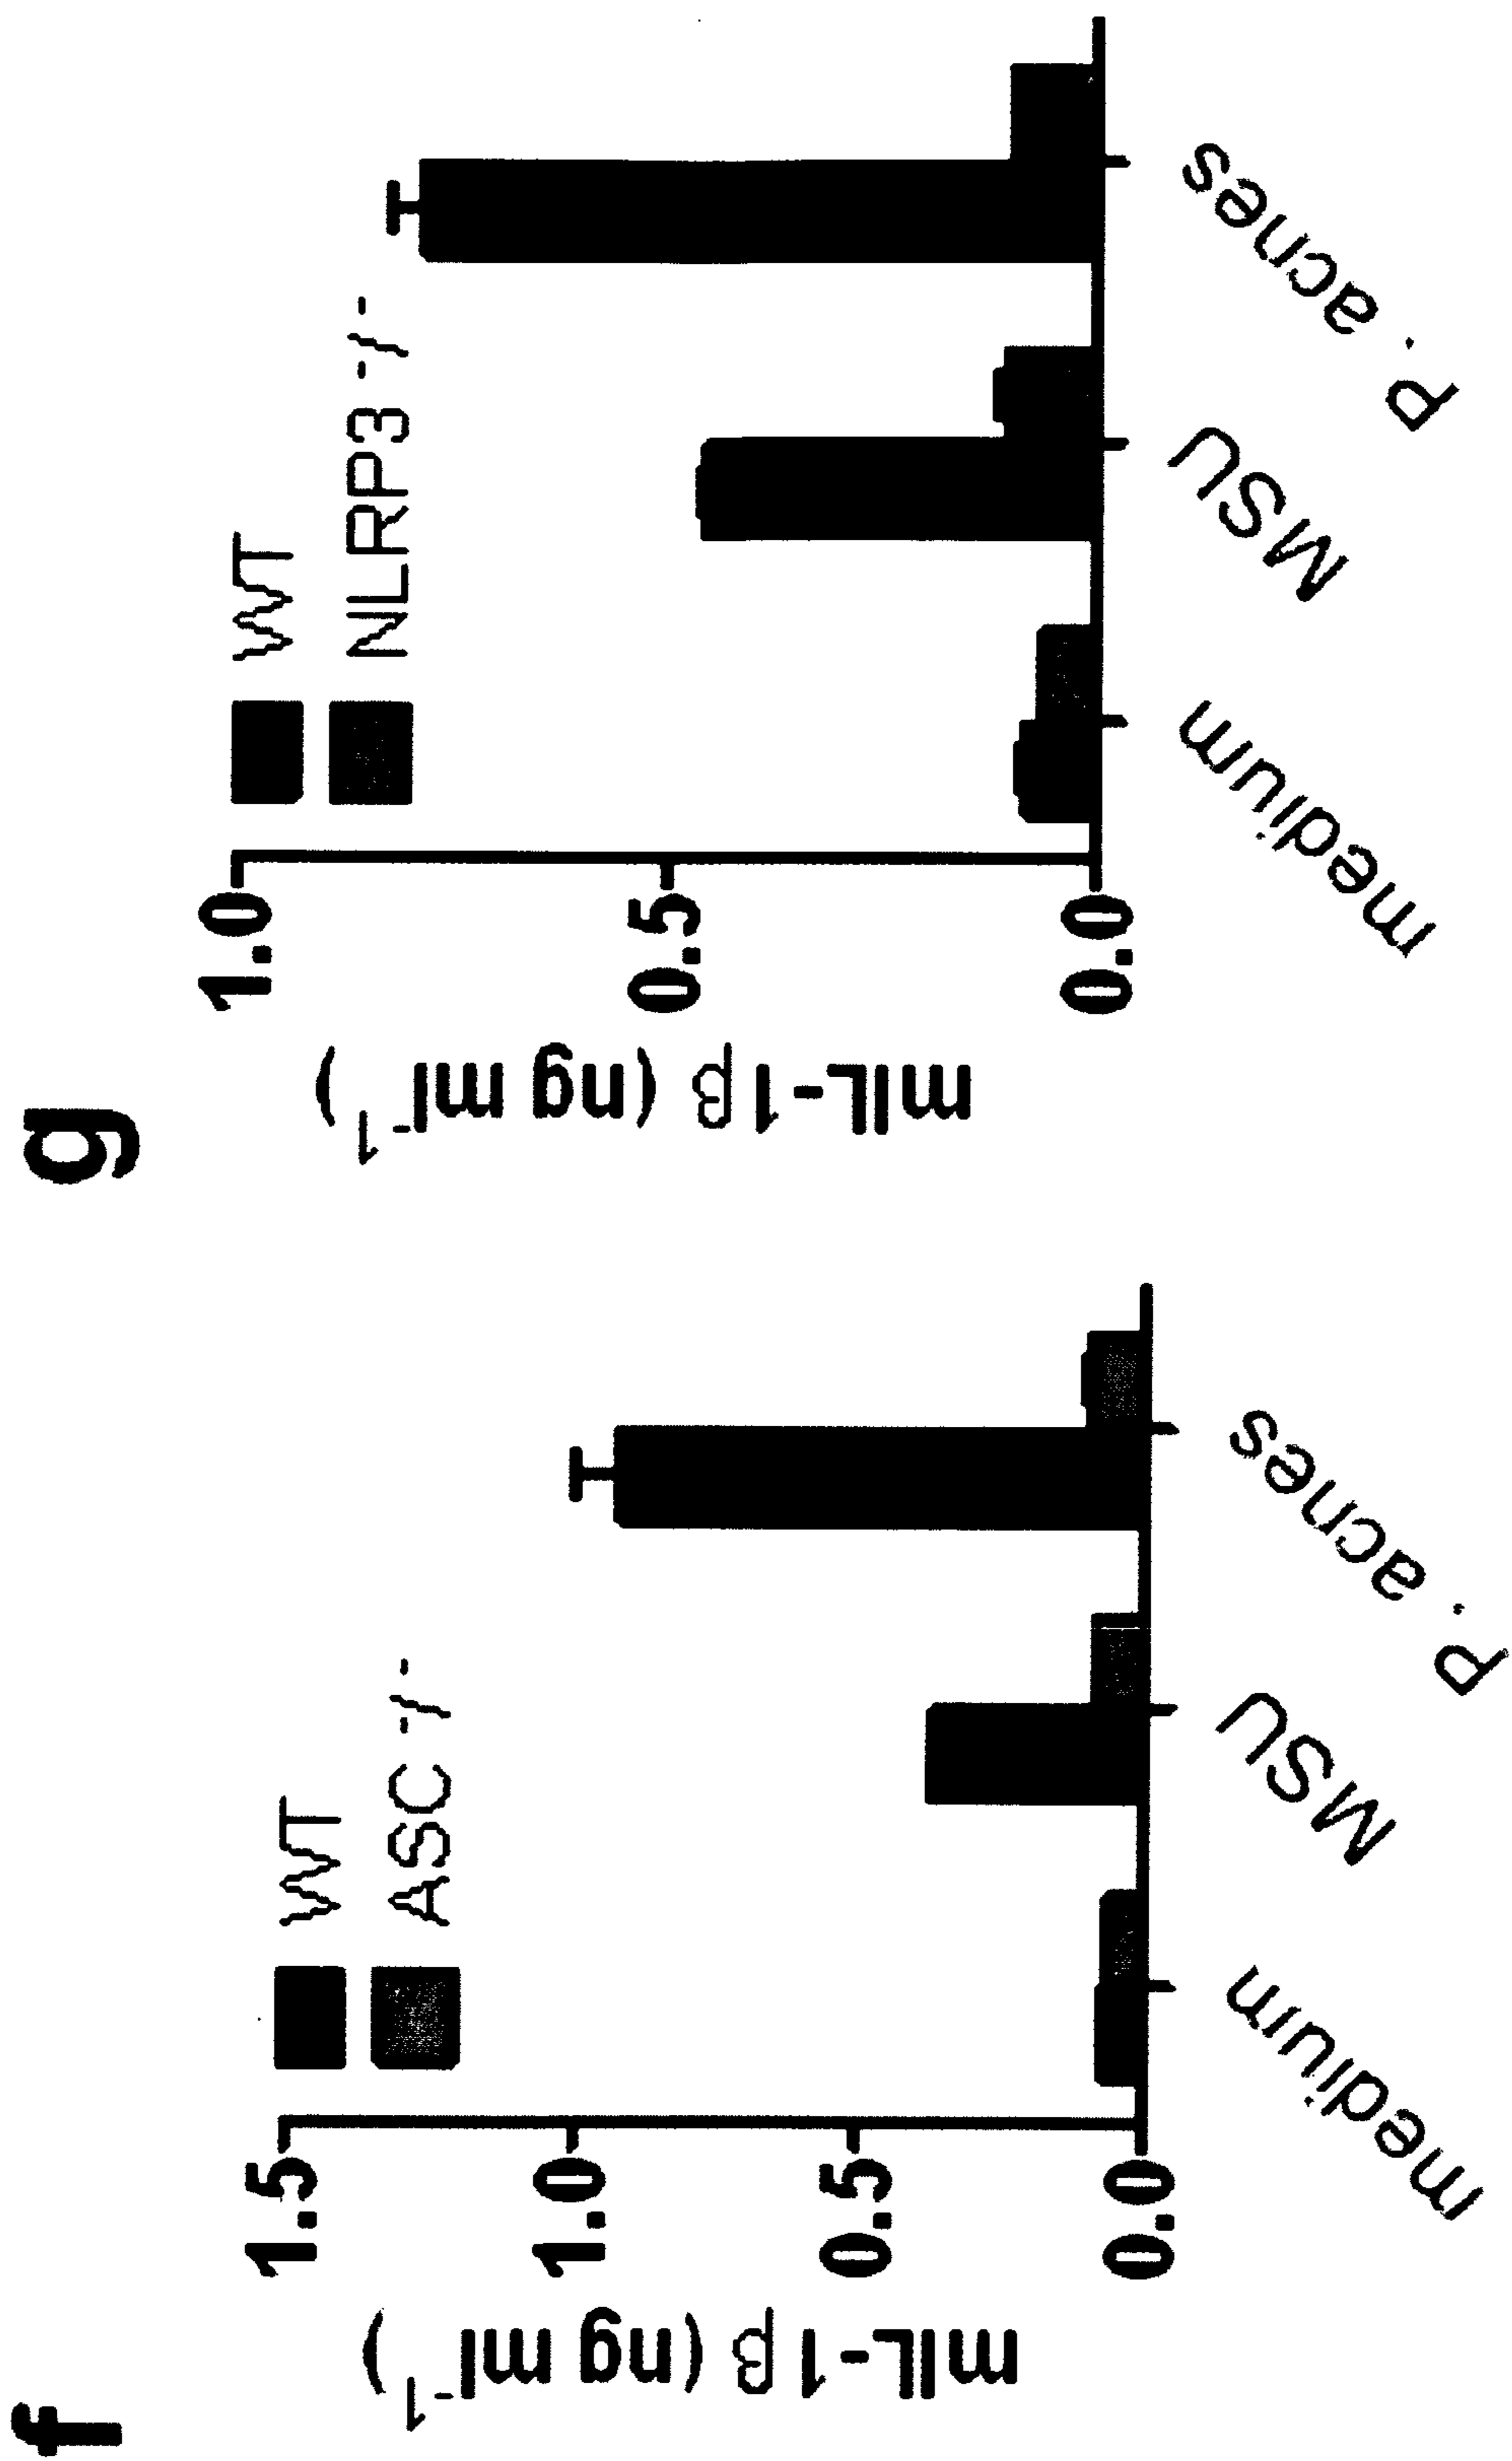 f
mIL-1β (ng ml-1)
1.5
1.0
0.5
0.0
WT
ASC -/-
medium
MSU
P. acnes
g
mIL-1β (ng ml-1)
1.0
0.5
0.0
WT
NLRP3 -/-
medium
MSU
P. acnes